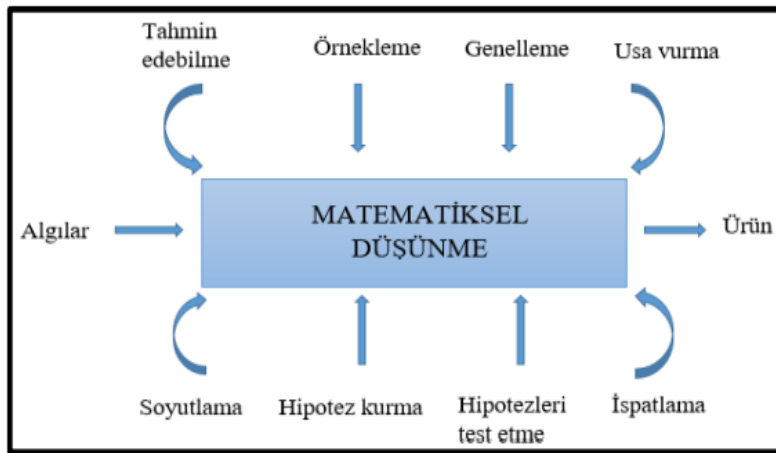 Tahmin
edebilme
Örnekleme
Genelleme
Usa vurma
Algılar
MATEMATİKSEL
DÜŞÜNME
Ürün
Soyutlama
Hipotez kurma
Hipotezleri
test etme
İspatlama